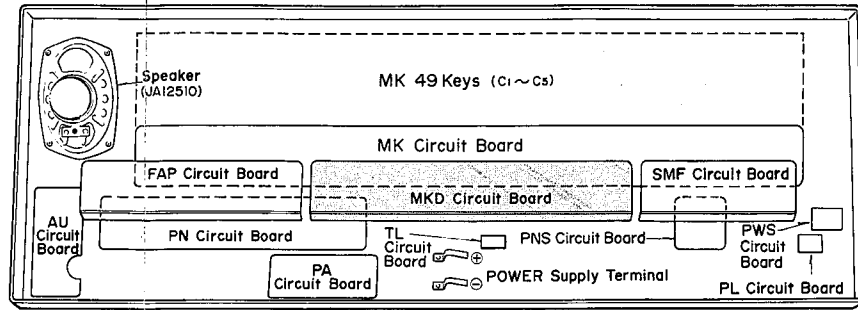 Speaker
(JA12510)
MK 49 Keys (C1~C5)
MK Circuit Board
FAP Circuit Board
MKD Circuit Board
SMF Circuit Board
AU
Circuit
Board
PN Circuit Board
TL
Circuit
Board
PNS Circuit Board
PWS
Circuit
Board
PA
Circuit Board
⊕
⊖ POWER Supply Terminal
PL Circuit Board